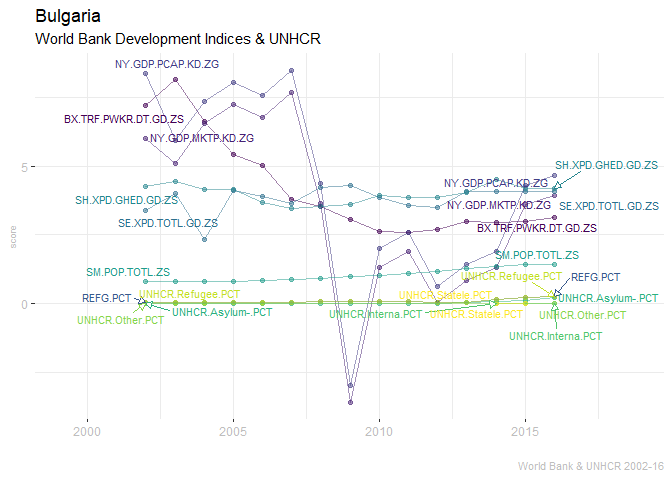 Bulgaria
World Bank Development Indices & UNHCR
NY.GDP.PCAP.KD.ZG
BX.TRF.PWKR.DT.GD.ZS
NY.GDP.MKTP.KD.ZG
SH.XPD.GHED.GD.ZS
NY.GDP.PCAP.KD.ZG
5
SH.XPD.GHED.GD.ZS
NY.GDP.MKTP.KD.ZG
SE.XPD.TOTL.GD.ZS
SE.XPD.TOTL.GD.ZS
BX.TRF.PWKR.DT.GD.ZS
score
SM.POP.TOTL.ZS
SM.POP.TOTL.ZS
UNHCR.Refugee.PCT
REFG.PCT
REFG.PCT
UNHCR.Refugee.PCT
UNHCR.Statele.PCT
UNHCR.Asylum-.PCT
0
UNHCR.Asylum-.PCT
UNHCR.Interna.PCT
UNHCR.Statele.PCT
UNHCR.Other.PCT
UNHCR.Other.PCT
UNHCR.Interna.PCT
2000
2005
2010
2015
World Bank & UNHCR 2002-16